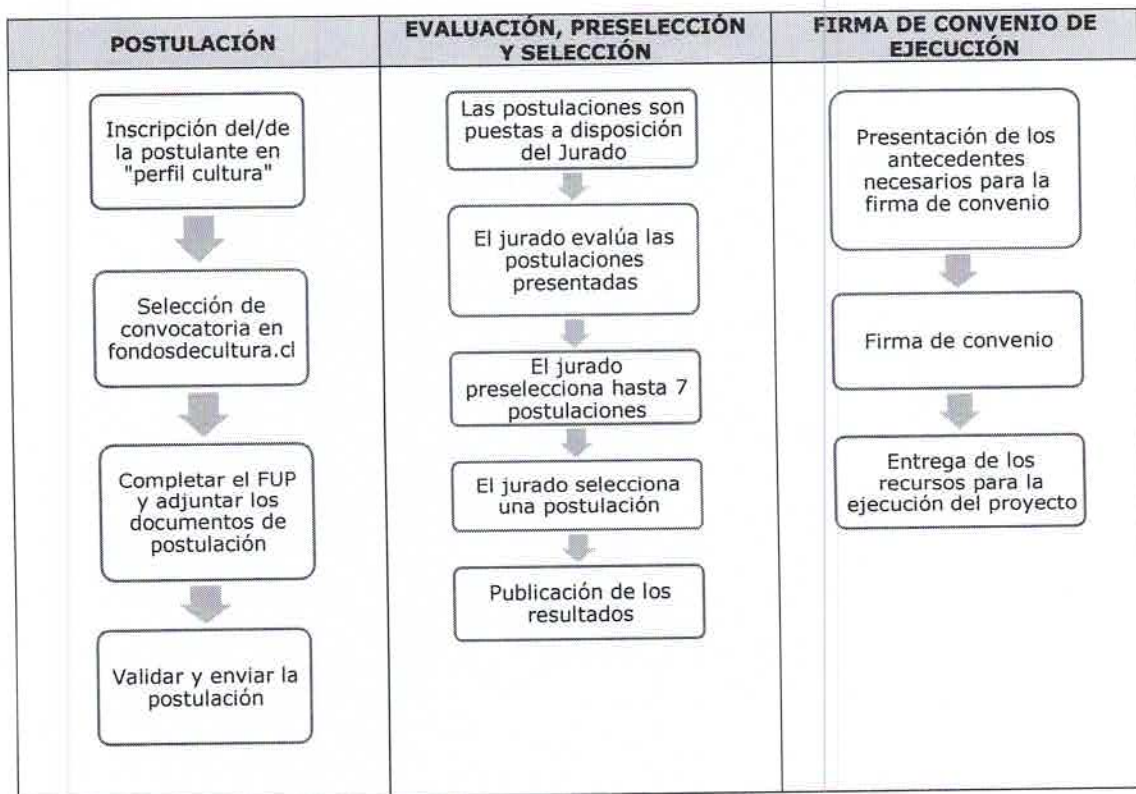 POSTULACIÓN
Inscripción del/de
la postulante en
"perfil cultura"
Selección de
convocatoria en
fondosdecultura.cl
Completar el FUP
y adjuntar los
documentos de
postulación
Validar y enviar la
postulación
EVALUACIÓN, PRESELECCIÓN
Y SELECCIÓN
Las postulaciones son
puestas a disposición
del Jurado
El jurado evalúa las
postulaciones
presentadas
El jurado
preselecciona hasta 7
postulaciones
El jurado selecciona
una postulación
Publicación de los
resultados
FIRMA DE CONVENIO DE
EJECUCIÓN
Presentación de los
antecedentes
necesarios para la
firma de convenio
Firma de convenio
Entrega de los
recursos para la
ejecución del proyecto